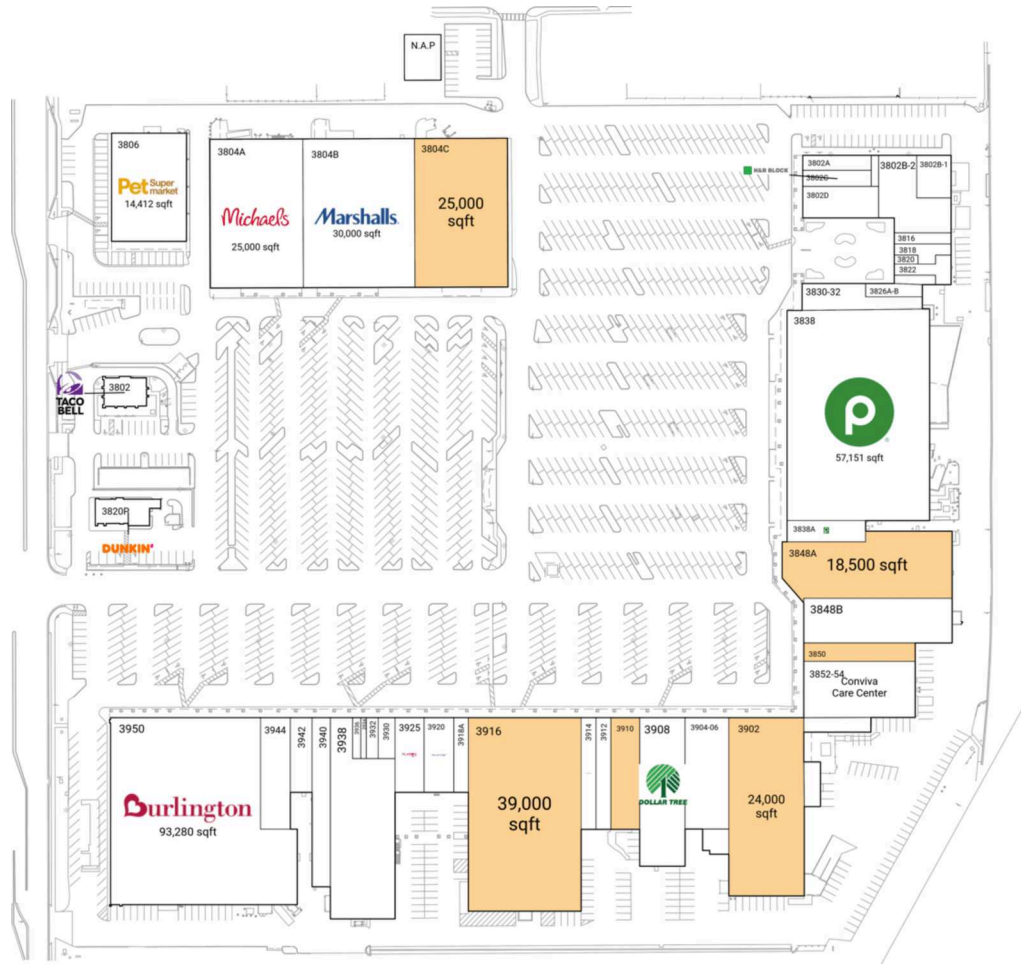 N.A.P
3806
Pet Super
market
14,412 sqft
3804A
Michaels
25,000 sqft
3804B
Marshalls
30,000 sqft
3804C
25,000
sqft
H&R BLOCK
3802A
3802C
3802D
3802B-2
3802B-1
3816
3818
3820
3822
3830-32
3826A-B
3838
p
57,151 sqft
3838A
3802
TACO
BELL
3820P
DUNKIN'
3848A
18,500 sqft
3848B
3850
3852-54
Conviva
Care Center
3950
Burlington
93,280 sqft
3944
3942
3940
3938
3936
3932
3930
3925
3920
3918A
3916
39,000
sqft
3914
3912
3910
3908
DOLLAR TREE
3904-06
3902
24,000
sqft